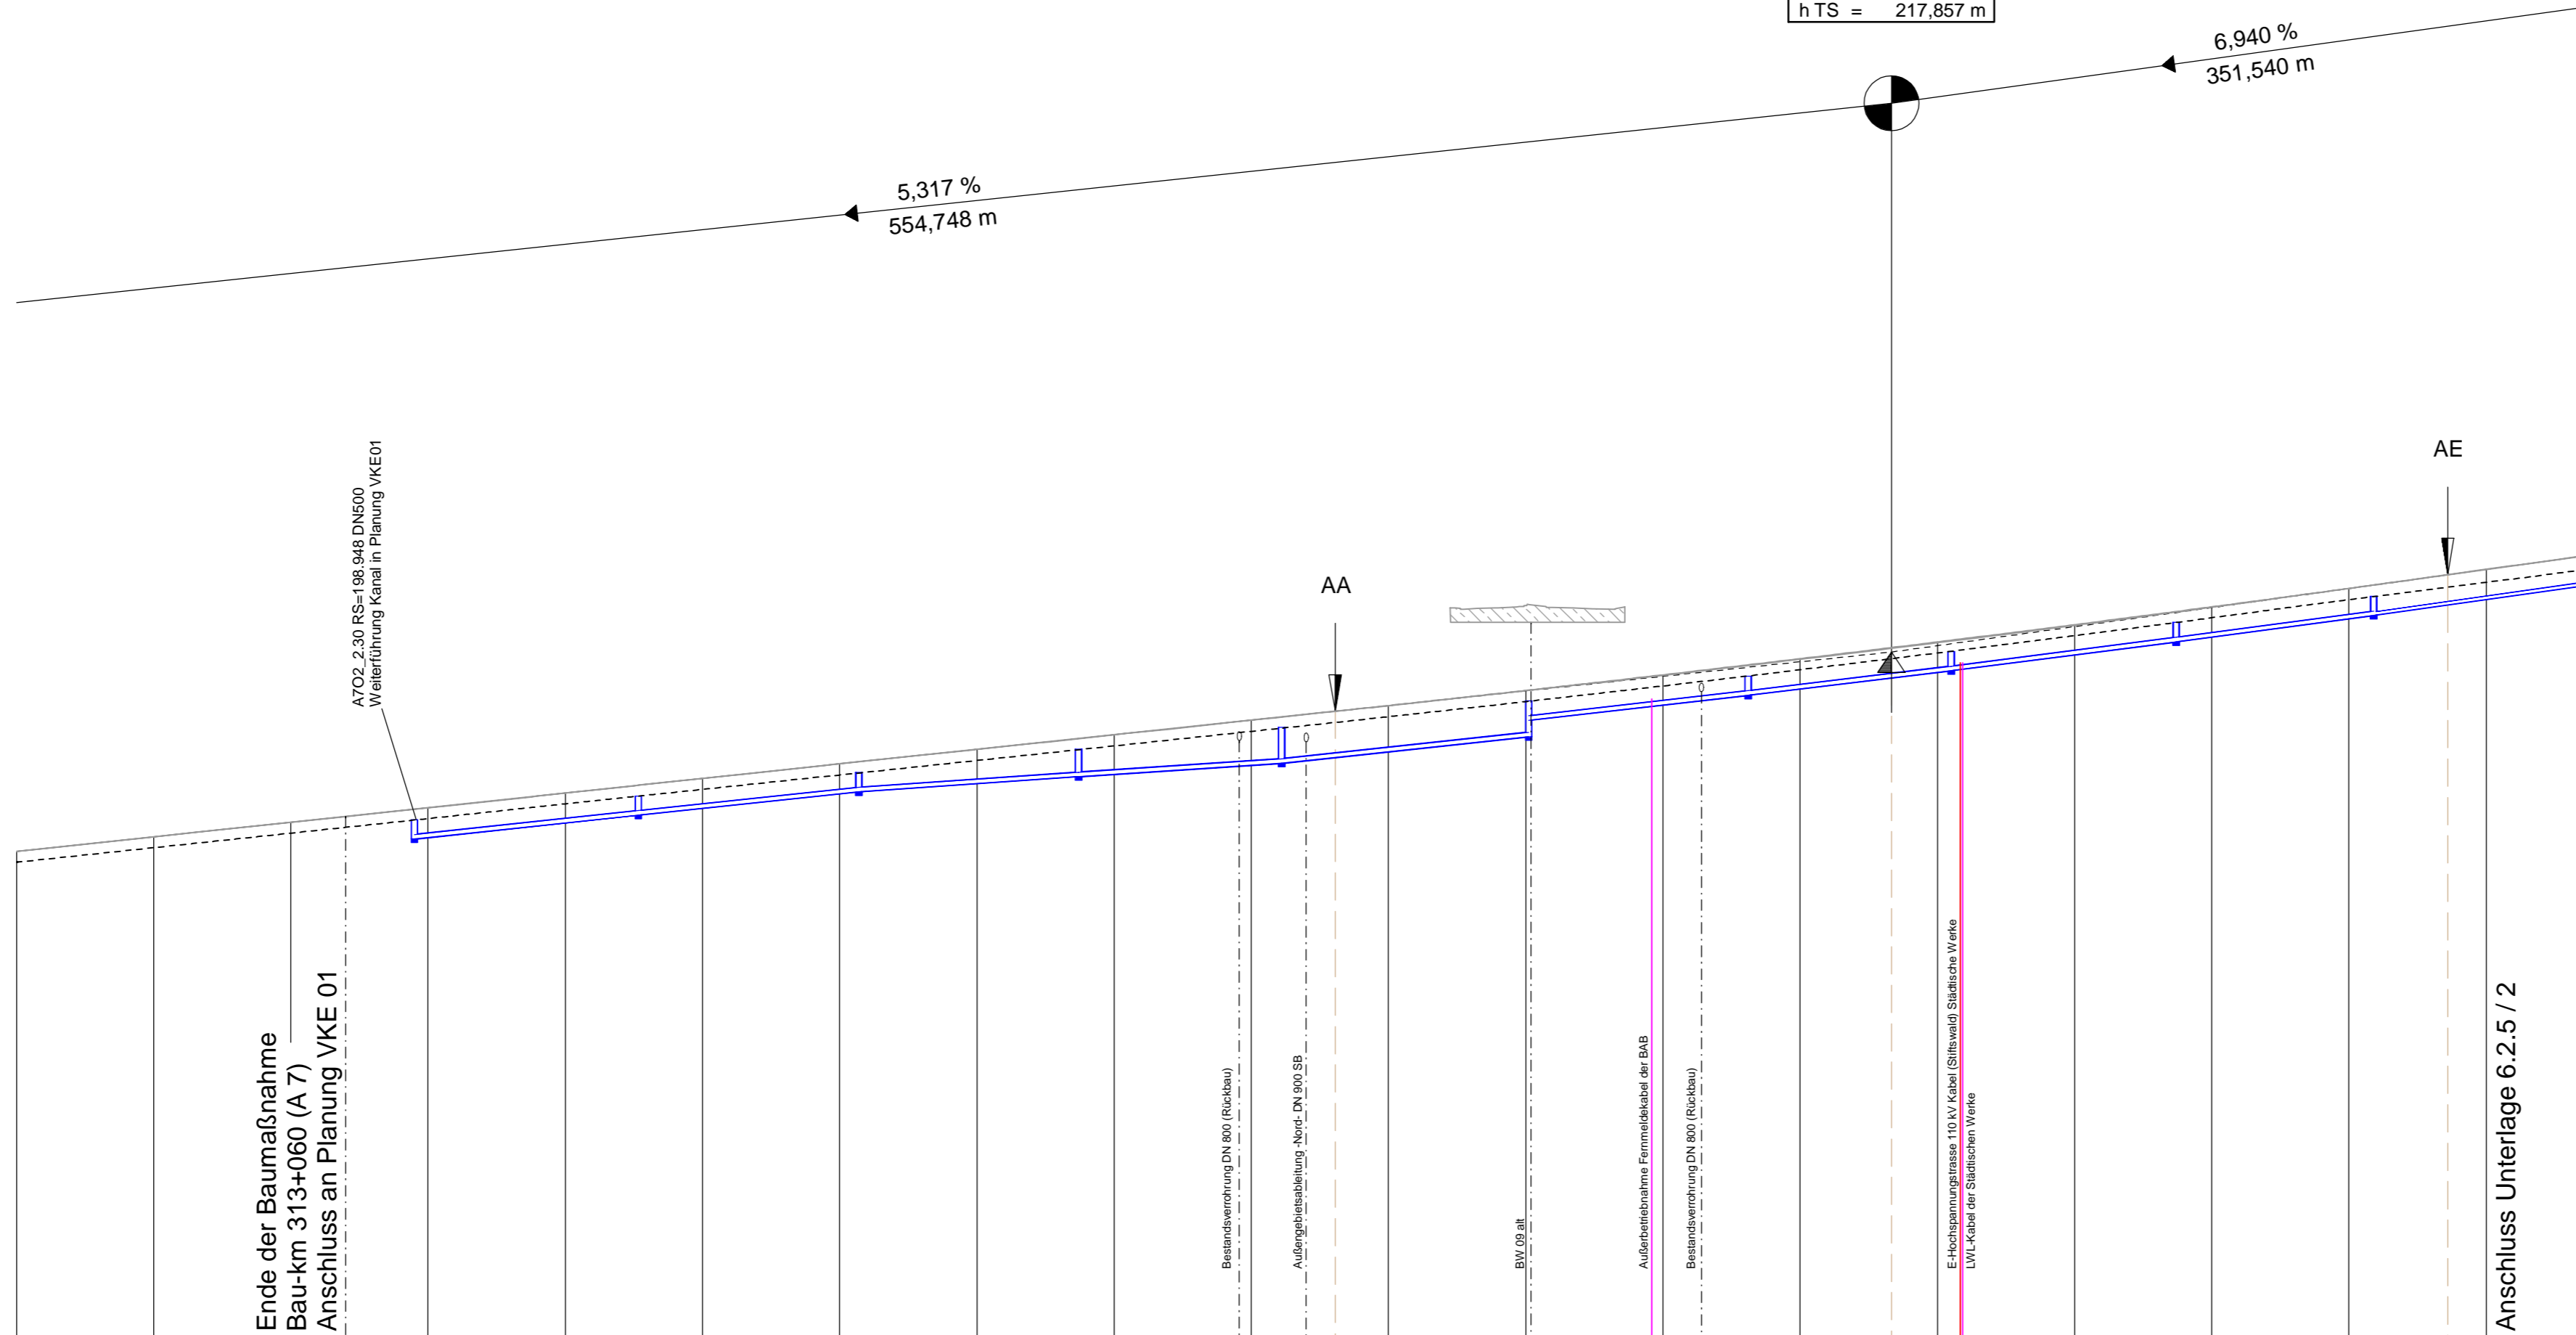 h TS = 217,857 m
6,940 %
351,540 m
5,317 %
554,748 m
A7O2_2.30 RS=198.948 DN500
Weiterführung Kanal in Planung VKE01
AA
AE
Ende der Baumaßnahme
Bau-km 313+060 (A 7)
Anschluss an Planung VKE 01
Bestandsverrohrung DN 800 (Rückbau)
Außengebietsableitung -Nord- DN 900 SB
BW 09 alt
Außerbetriebnahme Fernmeldekabel der BAB
Bestandsverrohrung DN 800 (Rückbau)
E-Hochspannungstrasse 110 kV Kabel (Stiftswald) Städtische Werke
LWL-Kabel der Städtischen Werke
Anschluss Unterlage 6.2.5 / 2